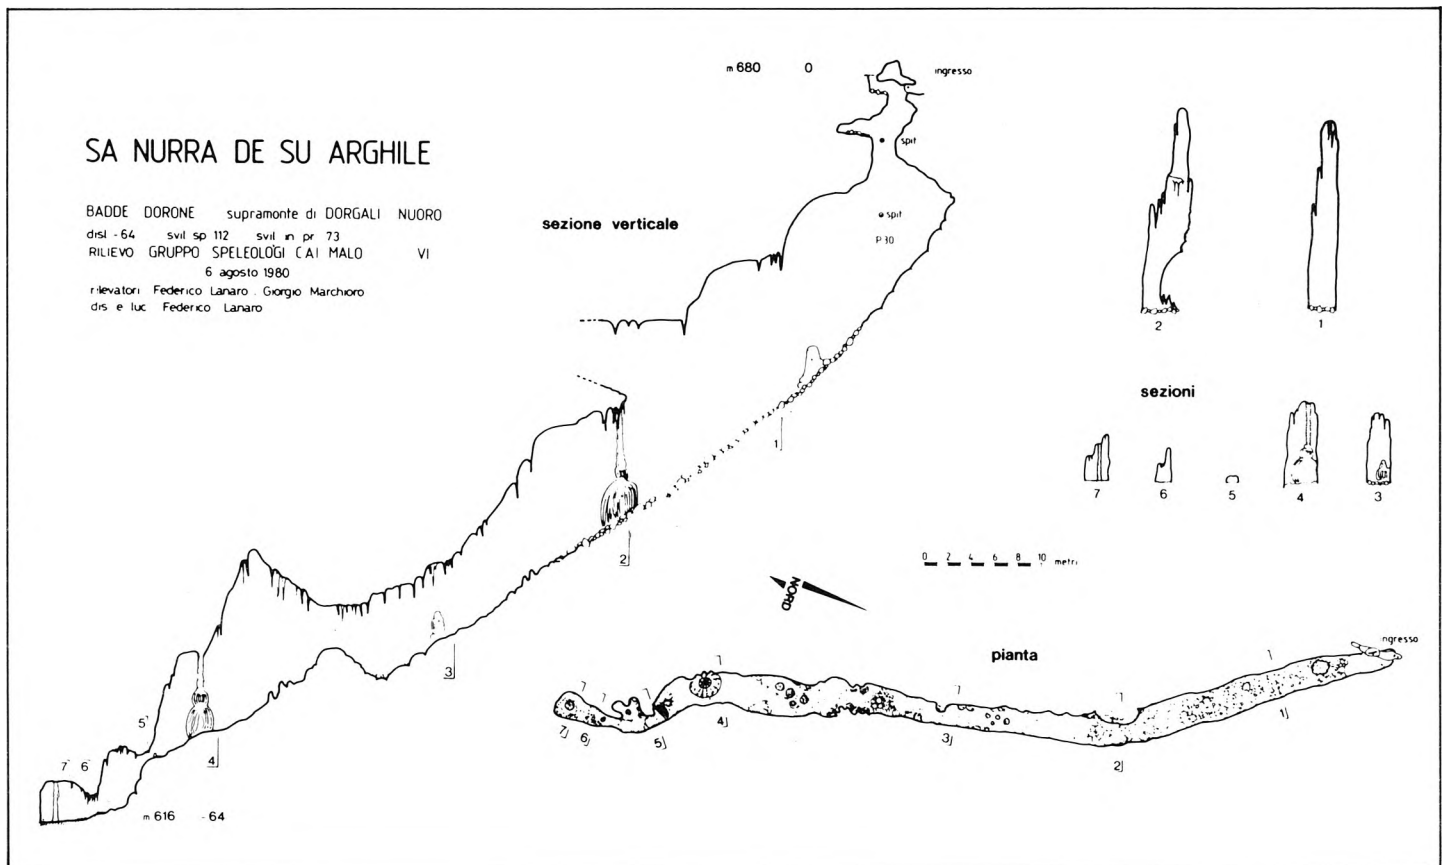 m 680 0
ingresso
SA NURRA DE SU ARGHILE
BADDE DORONE supramonte di DORGALI NUORO
disl -64 svil sp 112 svil in pr 73
RILIEVO GRUPPO SPELEOLOGI CAI MALO VI
6 agosto 1980
rilevatori Federico Lanaro . Giorgio Marchioro
dis e luc Federico Lanaro
sezione verticale
spit
spit
P 30
1
2
3
4
5
7 6
m 616 -64
2
1
sezioni
7
6
5
4
3
0 2 4 6 8 10 metri
NORD
pianta
ingresso
7
6
5
4
3
2
1